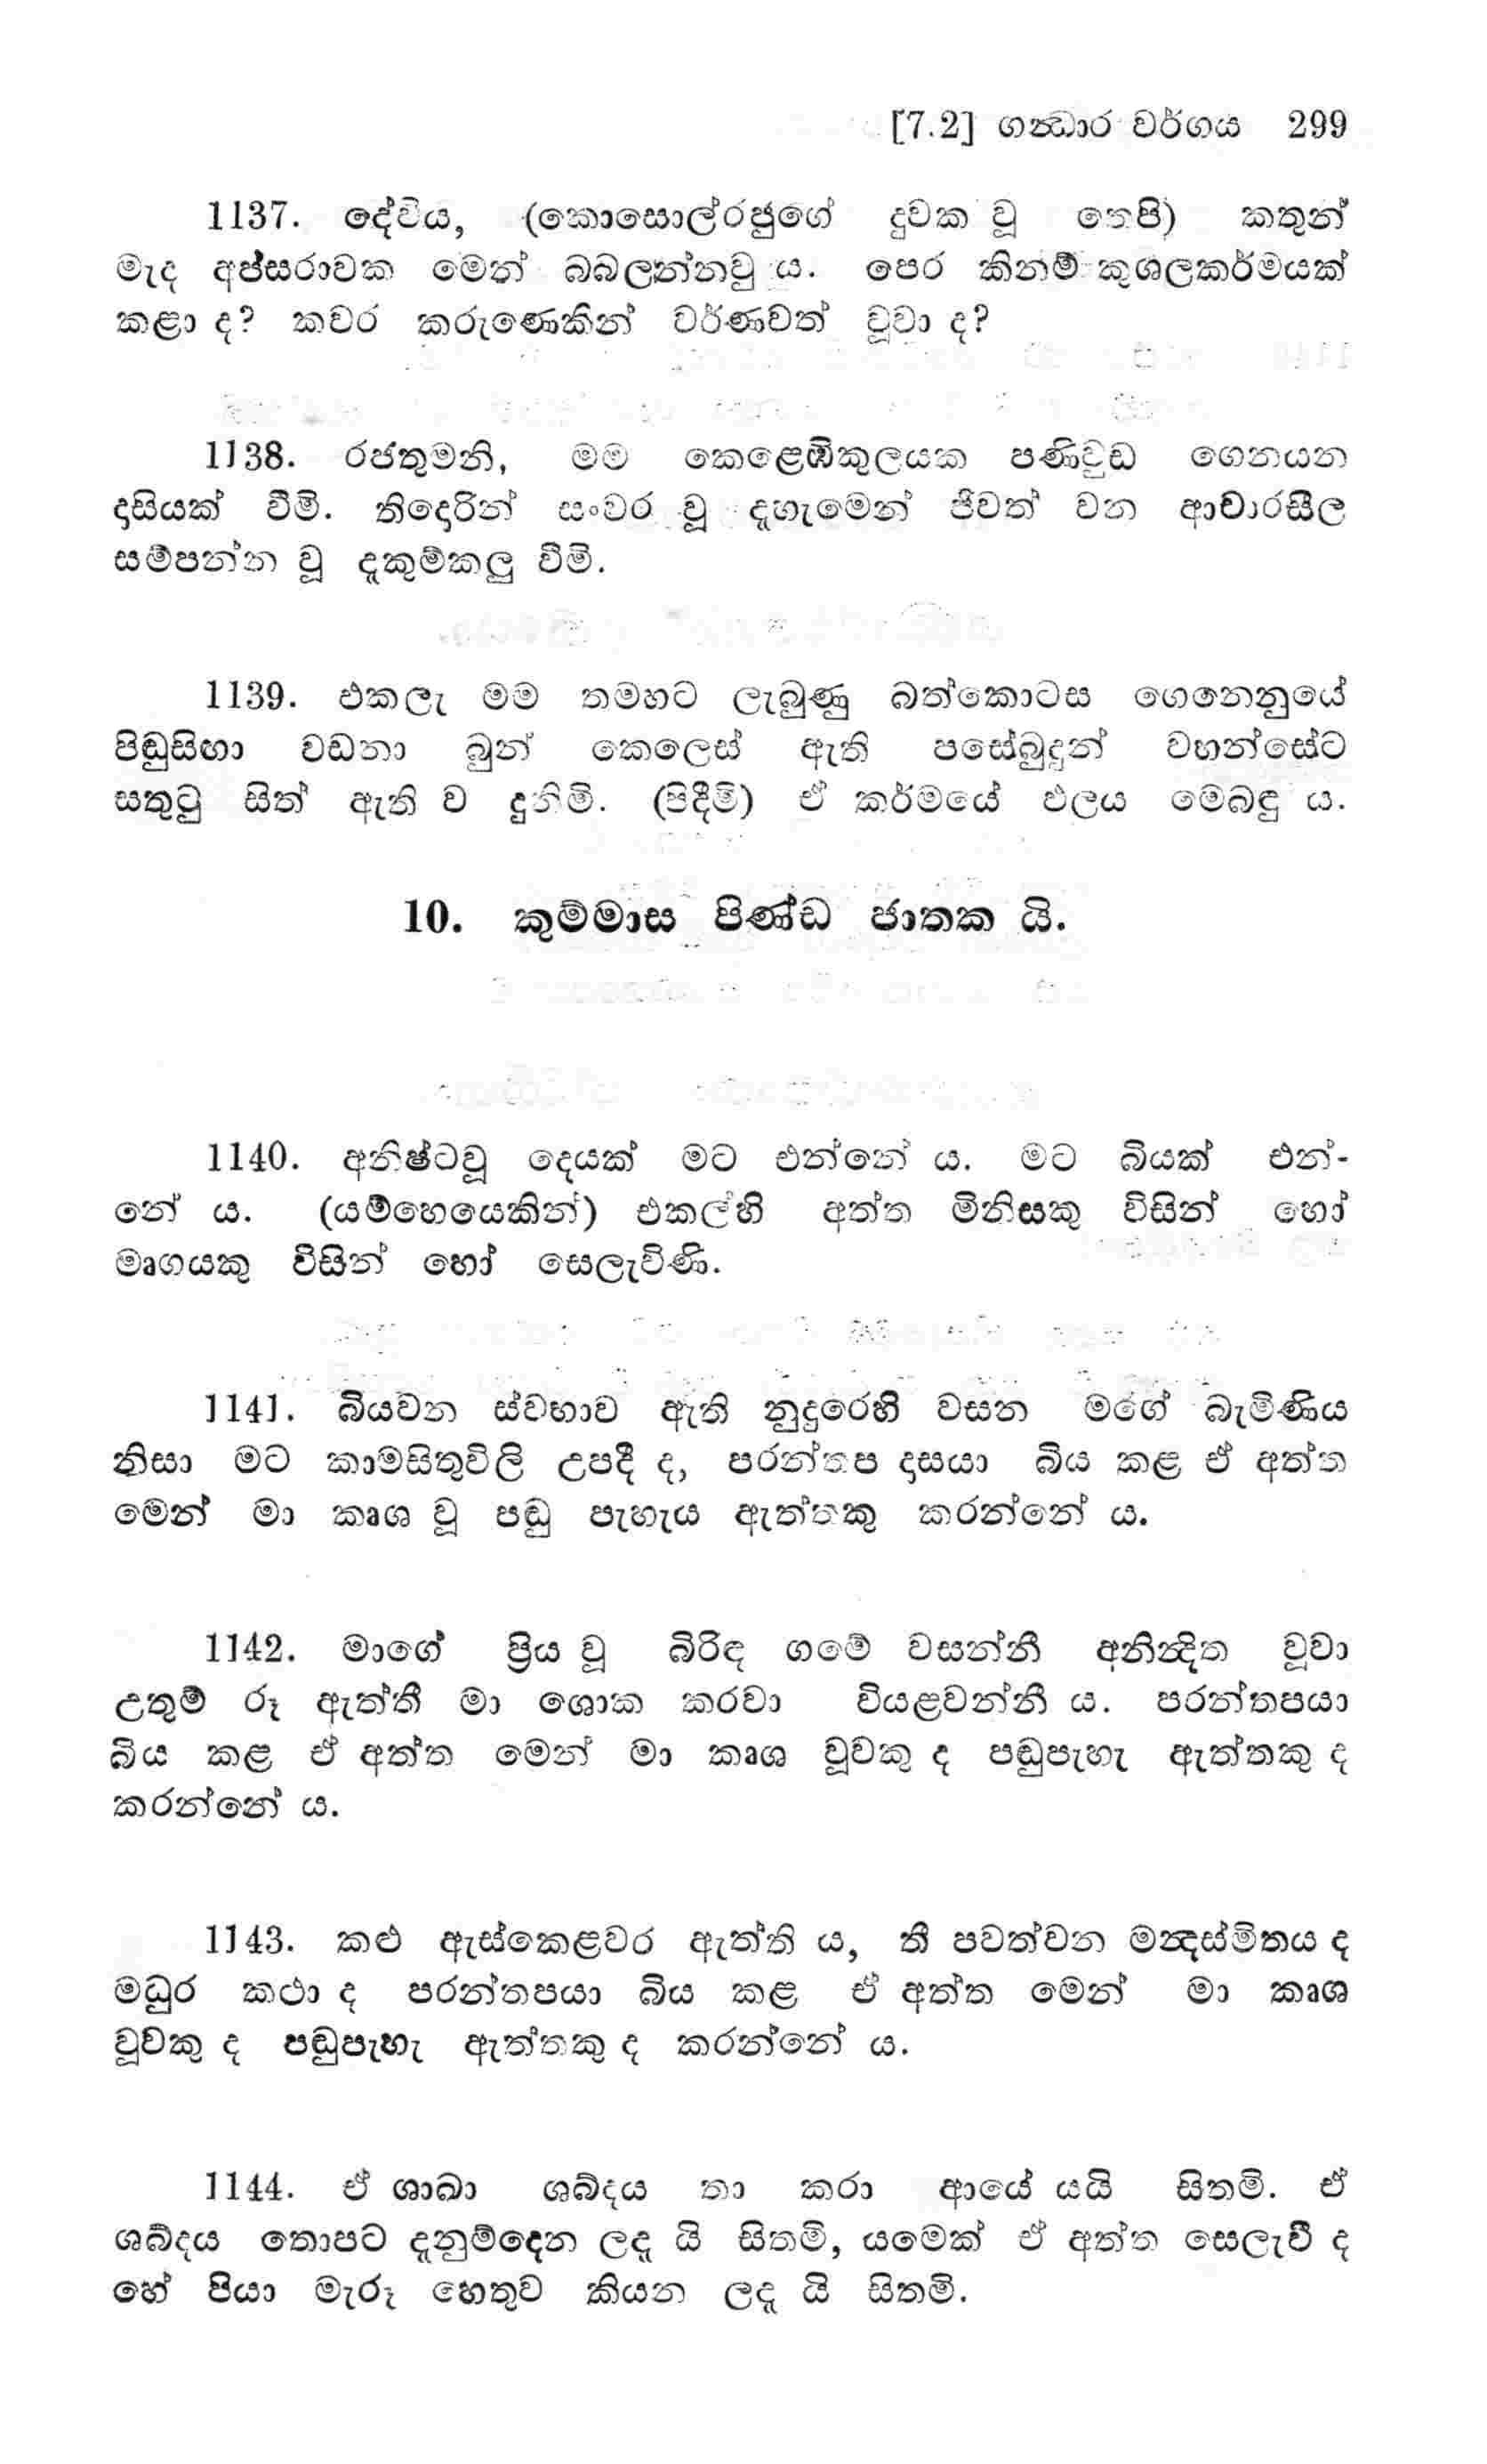 [7.2] ගන්‍ධාර වර්ගය 299
1137. දේවිය, (කොසොල්රජුගේ දුවක වූ තෙපි) කතුන්
මැද අප්සරාවක මෙන් බබලන්නවු ය. පෙර කිනම් කුශලකර්මයක්
කළා ද? කවර කරුණෙකින් වර්ණවත් වූවා ද?
1138. රජතුමනි, මම කෙළෙඹිකුලයක පණිවුඩ ගෙනයන
දාසියක් වීමි. තිදොරින් සංවර වූ දැහැමෙන් ජීවත් වන ආචාරසීල
සම්පන්න වූ දැකුම්කලු වීමි.
1139. එකලැ මම තමහට ලැබුණු බත්කොටස ගෙනෙනුයේ
පිඬුසිඟා වඩනා බුන් කෙලෙස් ඇති පසේබුදුන් වහන්සේට
සතුටු සිත් ඇති ව දුනිමි. (පිදීමි) ඒ කර්මයේ ඵලය මෙබඳු ය.
10. කුම්මාස පිණ්ඩ ජාතක යි.
1140. අනිෂ්ටවූ දෙයක් මට එන්නේ ය. මට බියක් එන්-
නේ ය. (යම්හෙයෙකින්) එකල්හි අත්ත මිනිසකු විසින් හෝ
මෘගයකු විසින් හෝ සෙලැවිණි.
1141. බියවන ස්වභාව ඇති නුදුරෙහි වසන මගේ බැමිණිය
නිසා මට කාමසිතුවිලි උපදී ද, පරන්තප දාසයා බිය කළ ඒ අත්ත
මෙන් මා කෘශ වූ පඬු පැහැය ඇත්තකු කරන්නේ ය.
1142. මාගේ ප්‍රිය වූ බිරිඳ ගමේ වසන්නී අනින්‍දිත වූවා
උතුම් රූ ඇත්තී මා ශොක කරවා වියළවන්නී ය. පරන්තපයා
බිය කළ ඒ අත්ත මෙන් මා කෘශ වූවකු ද පඬුපැහැ ඇත්තකු ද
කරන්නේ ය.
1143. කළු ඇස්කෙළවර ඇත්ති ය, තී පවත්වන මන්‍දස්මිතය ද
මධුර කථා ද පරන්තපයා බිය කළ ඒ අත්ත මෙන් මා කෘශ
වූවකු ද පඬුපැහැ ඇත්තකු ද කරන්නේ ය.
1144. ඒ ශාඛා ශබ්දය තා කරා ආයේ යයි සිතමි. ඒ
ශබ්දය තොපට දැනුම්දෙන ලදැ යි සිතමි, යමෙක් ඒ අත්ත සෙලැවී ද
හේ පියා මැරූ හෙතුව කියන ලදැ යි සිතමි.